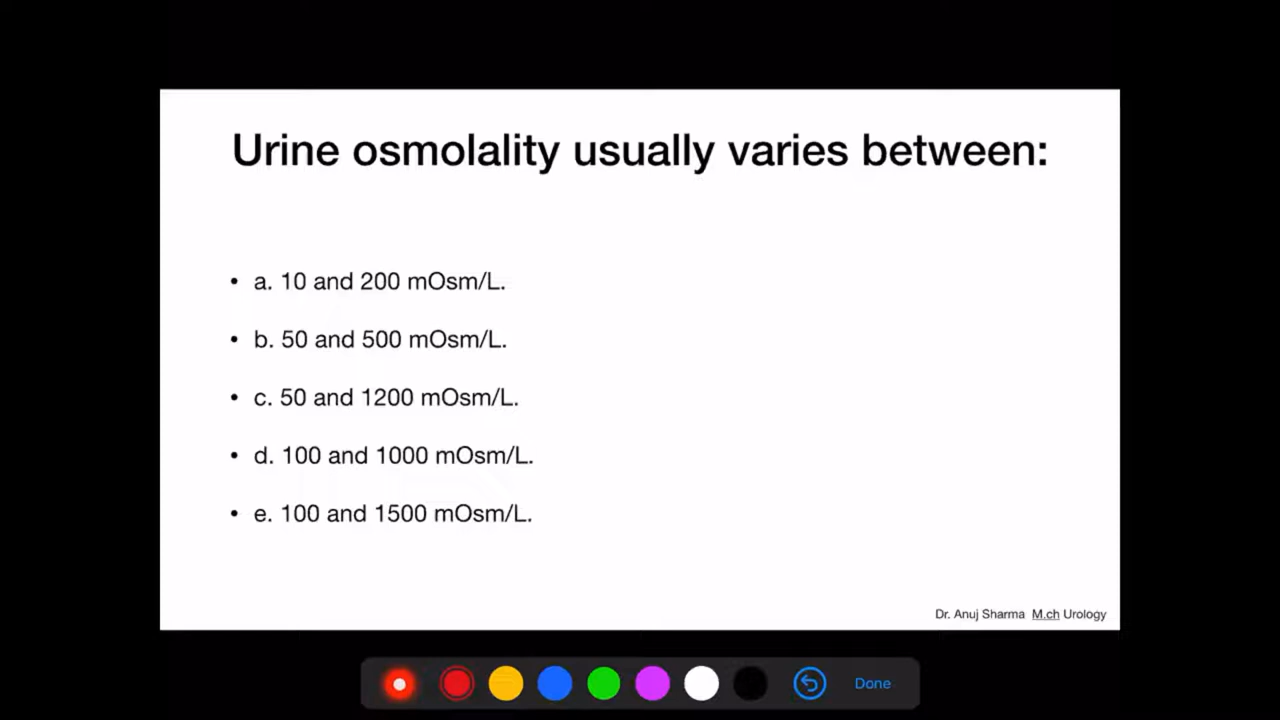 Urine osmolality usually varies between:
• a. 10 and 200 mOsm/L.
• b. 50 and 500 mOsm/L.
• c. 50 and 1200 mOsm/L.
• d. 100 and 1000 mOsm/L.
• e. 100 and 1500 mOsm/L.
Dr. Anuj Sharma M.ch Urology
Done